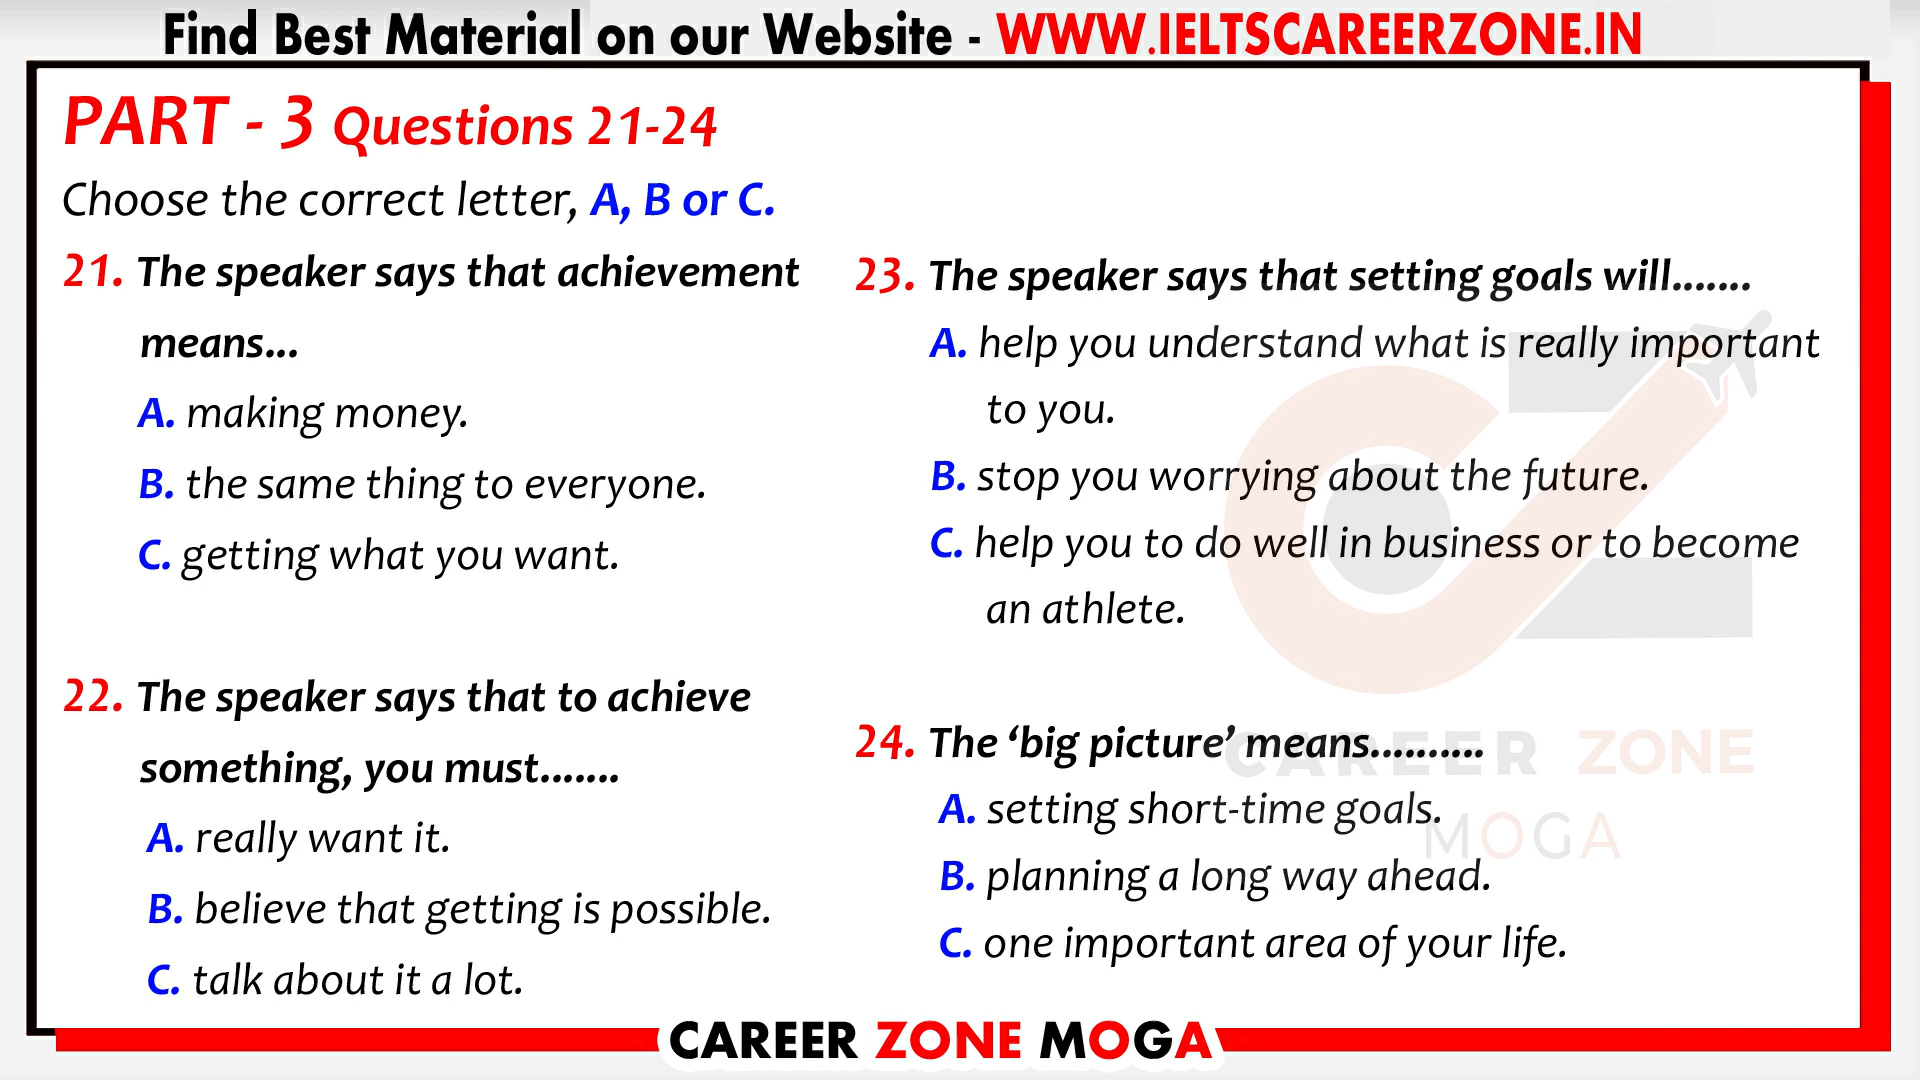 Find Best Material on our Website - WWW.IELTSCAREERZONE.IN
PART - 3 Questions 21-24
Choose the correct letter, A, B or C.
21. The speaker says that achievement
means...
A. making money.
B. the same thing to everyone.
C. getting what you want.
22. The speaker says that to achieve
something, you must.......
A. really want it.
B. believe that getting is possible.
C. talk about it a lot.
23. The speaker says that setting goals will.......
A. help you understand what is really important
to you.
B. stop you worrying about the future.
C. help you to do well in business or to become
an athlete.
24. The ‘big picture’ means..........
A. setting short-time goals.
B. planning a long way ahead.
C. one important area of your life.
CAREER ZONE
MOGA
CAREER ZONE MOGA